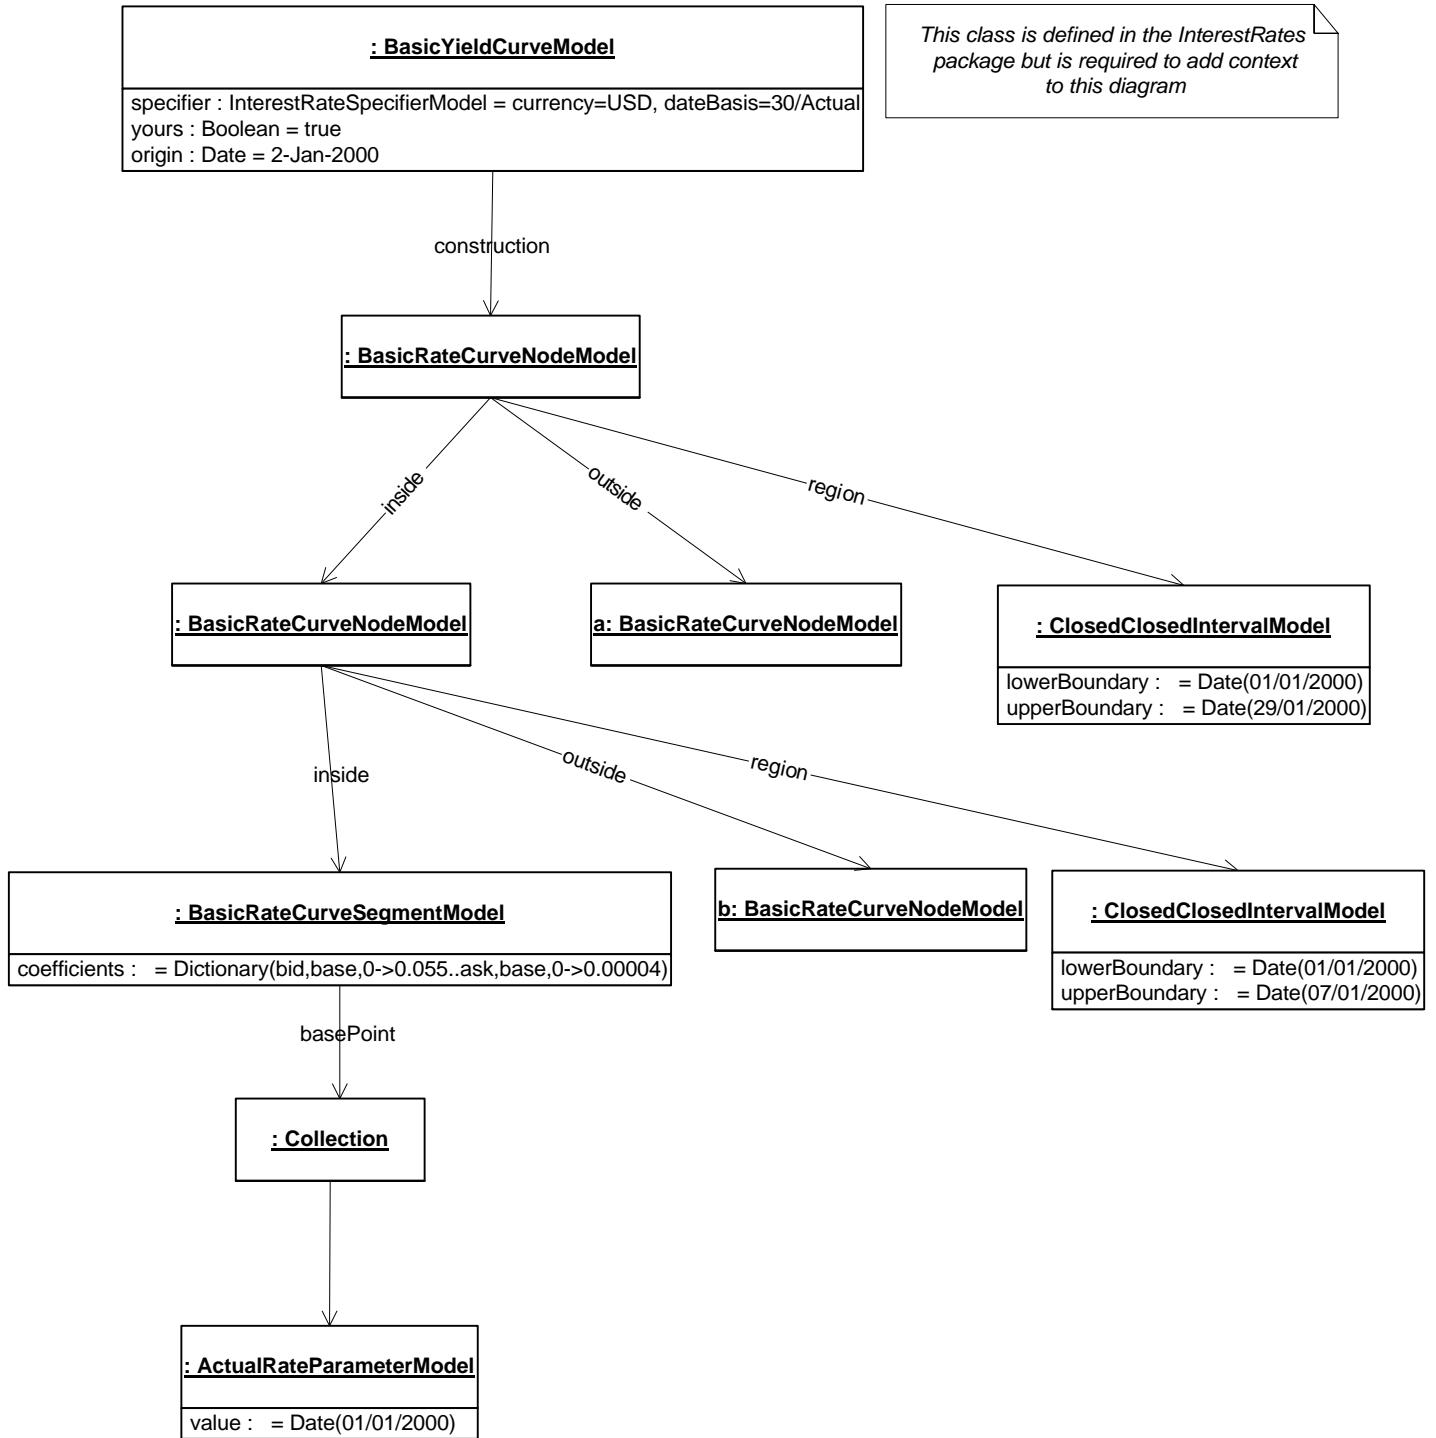 : BasicYieldCurveModel
specifier : InterestRateSpecifierModel = currency=USD, dateBasis=30/Actual
yours : Boolean = true
origin : Date = 2-Jan-2000
This class is defined in the InterestRates
package but is required to add context
to this diagram
construction
: BasicRateCurveNodeModel
inside
outside
region
: BasicRateCurveNodeModel
a: BasicRateCurveNodeModel
: ClosedClosedIntervalModel
lowerBoundary :   = Date(01/01/2000)
upperBoundary :   = Date(29/01/2000)
inside
outside
region
: BasicRateCurveSegmentModel
coefficients :   = Dictionary(bid,base,0->0.055..ask,base,0->0.00004)
b: BasicRateCurveNodeModel
: ClosedClosedIntervalModel
lowerBoundary :   = Date(01/01/2000)
upperBoundary :   = Date(07/01/2000)
basePoint
: Collection
: ActualRateParameterModel
value :   = Date(01/01/2000)